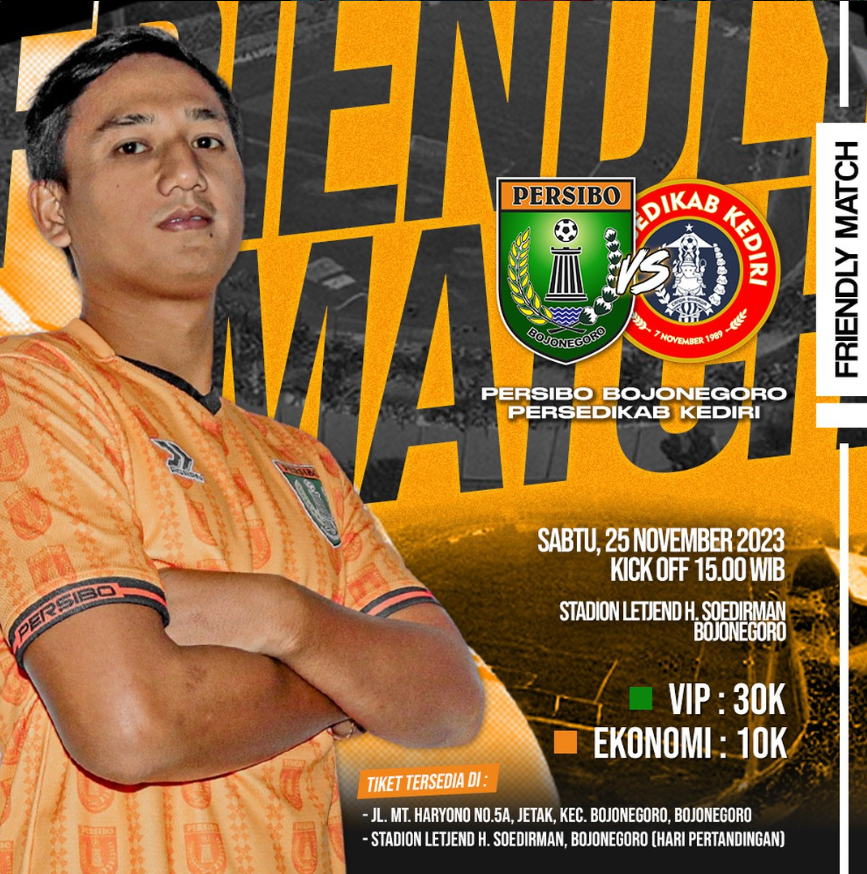 FRIENDLY
MATCH
FRIENDLY MATCH
PERSIBO
BOJONEGORO
VS
EDIKAB KEDIRI
7 NOVEMBER 1989
PERSIBO BOJONEGORO
PERSEDIKAB KEDIRI
PERSIBO
PERSIBO
SABTU, 25 NOVEMBER 2023
KICK OFF 15.00 WIB
STADION LETJEND H. SOEDIRMAN
BOJONEGORO
VIP : 30K
EKONOMI : 10K
TIKET TERSEDIA DI :
- JL. MT. HARYONO NO.5A, JETAK, KEC. BOJONEGORO, BOJONEGORO
- STADION LETJEND H. SOEDIRMAN, BOJONEGORO (HARI PERTANDINGAN)